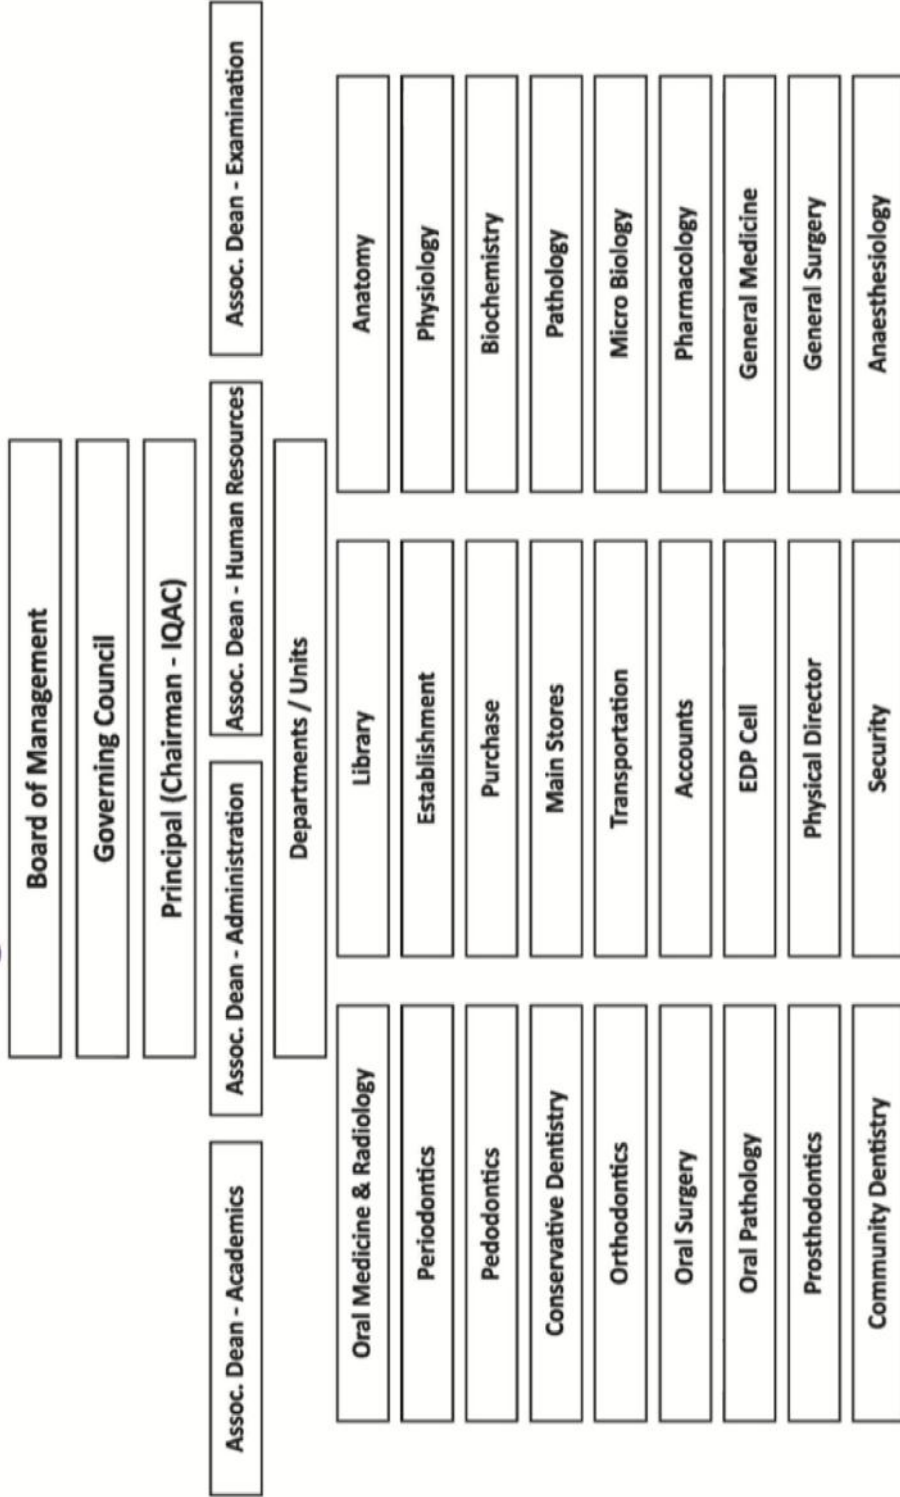 Board of Management
Governing Council
Principal (Chairman - IQAC)
Assoc. Dean - Academics
Assoc. Dean - Administration
Assoc. Dean - Human Resources
Assoc. Dean - Examination
Departments / Units
Oral Medicine & Radiology
Library
Anatomy
Periodontics
Establishment
Physiology
Pedodontics
Purchase
Biochemistry
Conservative Dentistry
Main Stores
Pathology
Orthodontics
Transportation
Micro Biology
Oral Surgery
Accounts
Pharmacology
Oral Pathology
EDP Cell
General Medicine
Prosthodontics
Physical Director
General Surgery
Community Dentistry
Security
Anaesthesiology